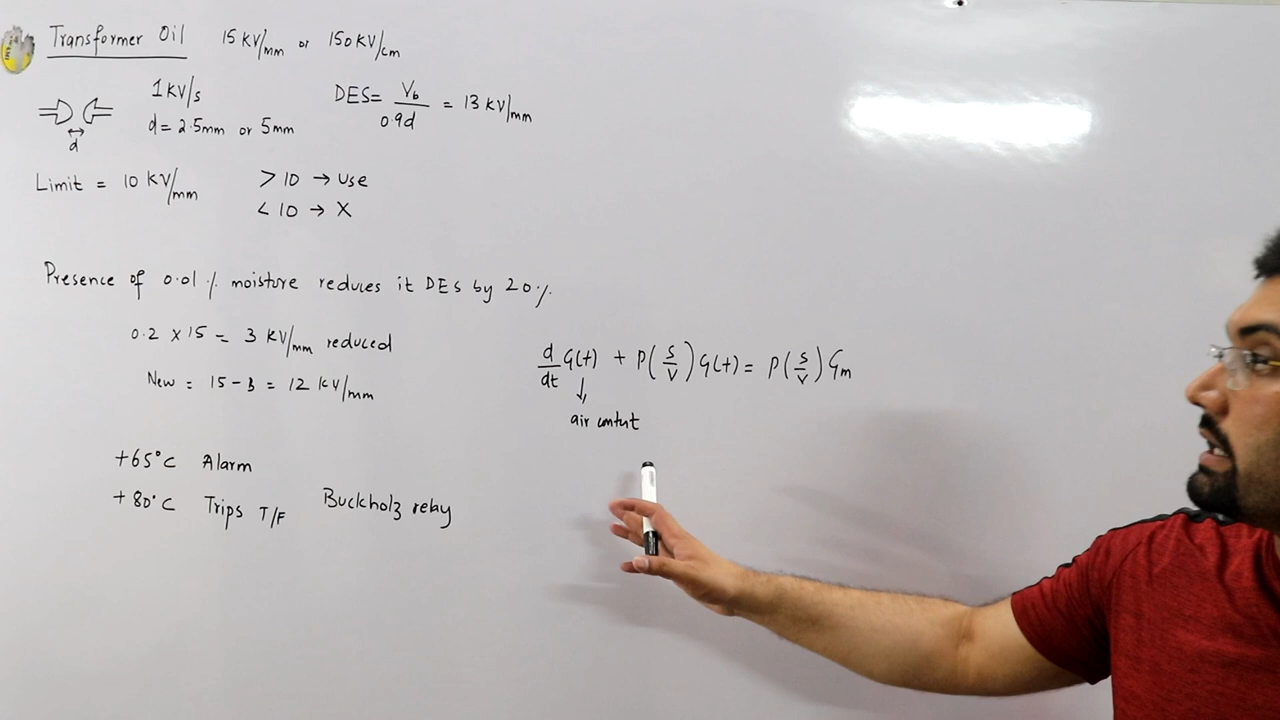 Transformer Oil 15 KV/mm or 150 KV/cm
1 KV/s
d = 2.5mm or 5mm
d
DES = Vb / 0.9d = 13 KV/mm
Limit = 10 KV/mm
> 10 → use
< 10 → X
Presence of 0.01 % moisture reduces it DES by 20 %.
0.2 × 15 = 3 KV/mm reduced
New = 15 - 3 = 12 KV/mm
d/dt G(t) + P(s/v) G(t) = P(s/v) Gm
air content
+65°C Alarm
+80°C Trips T/F Buckholz relay